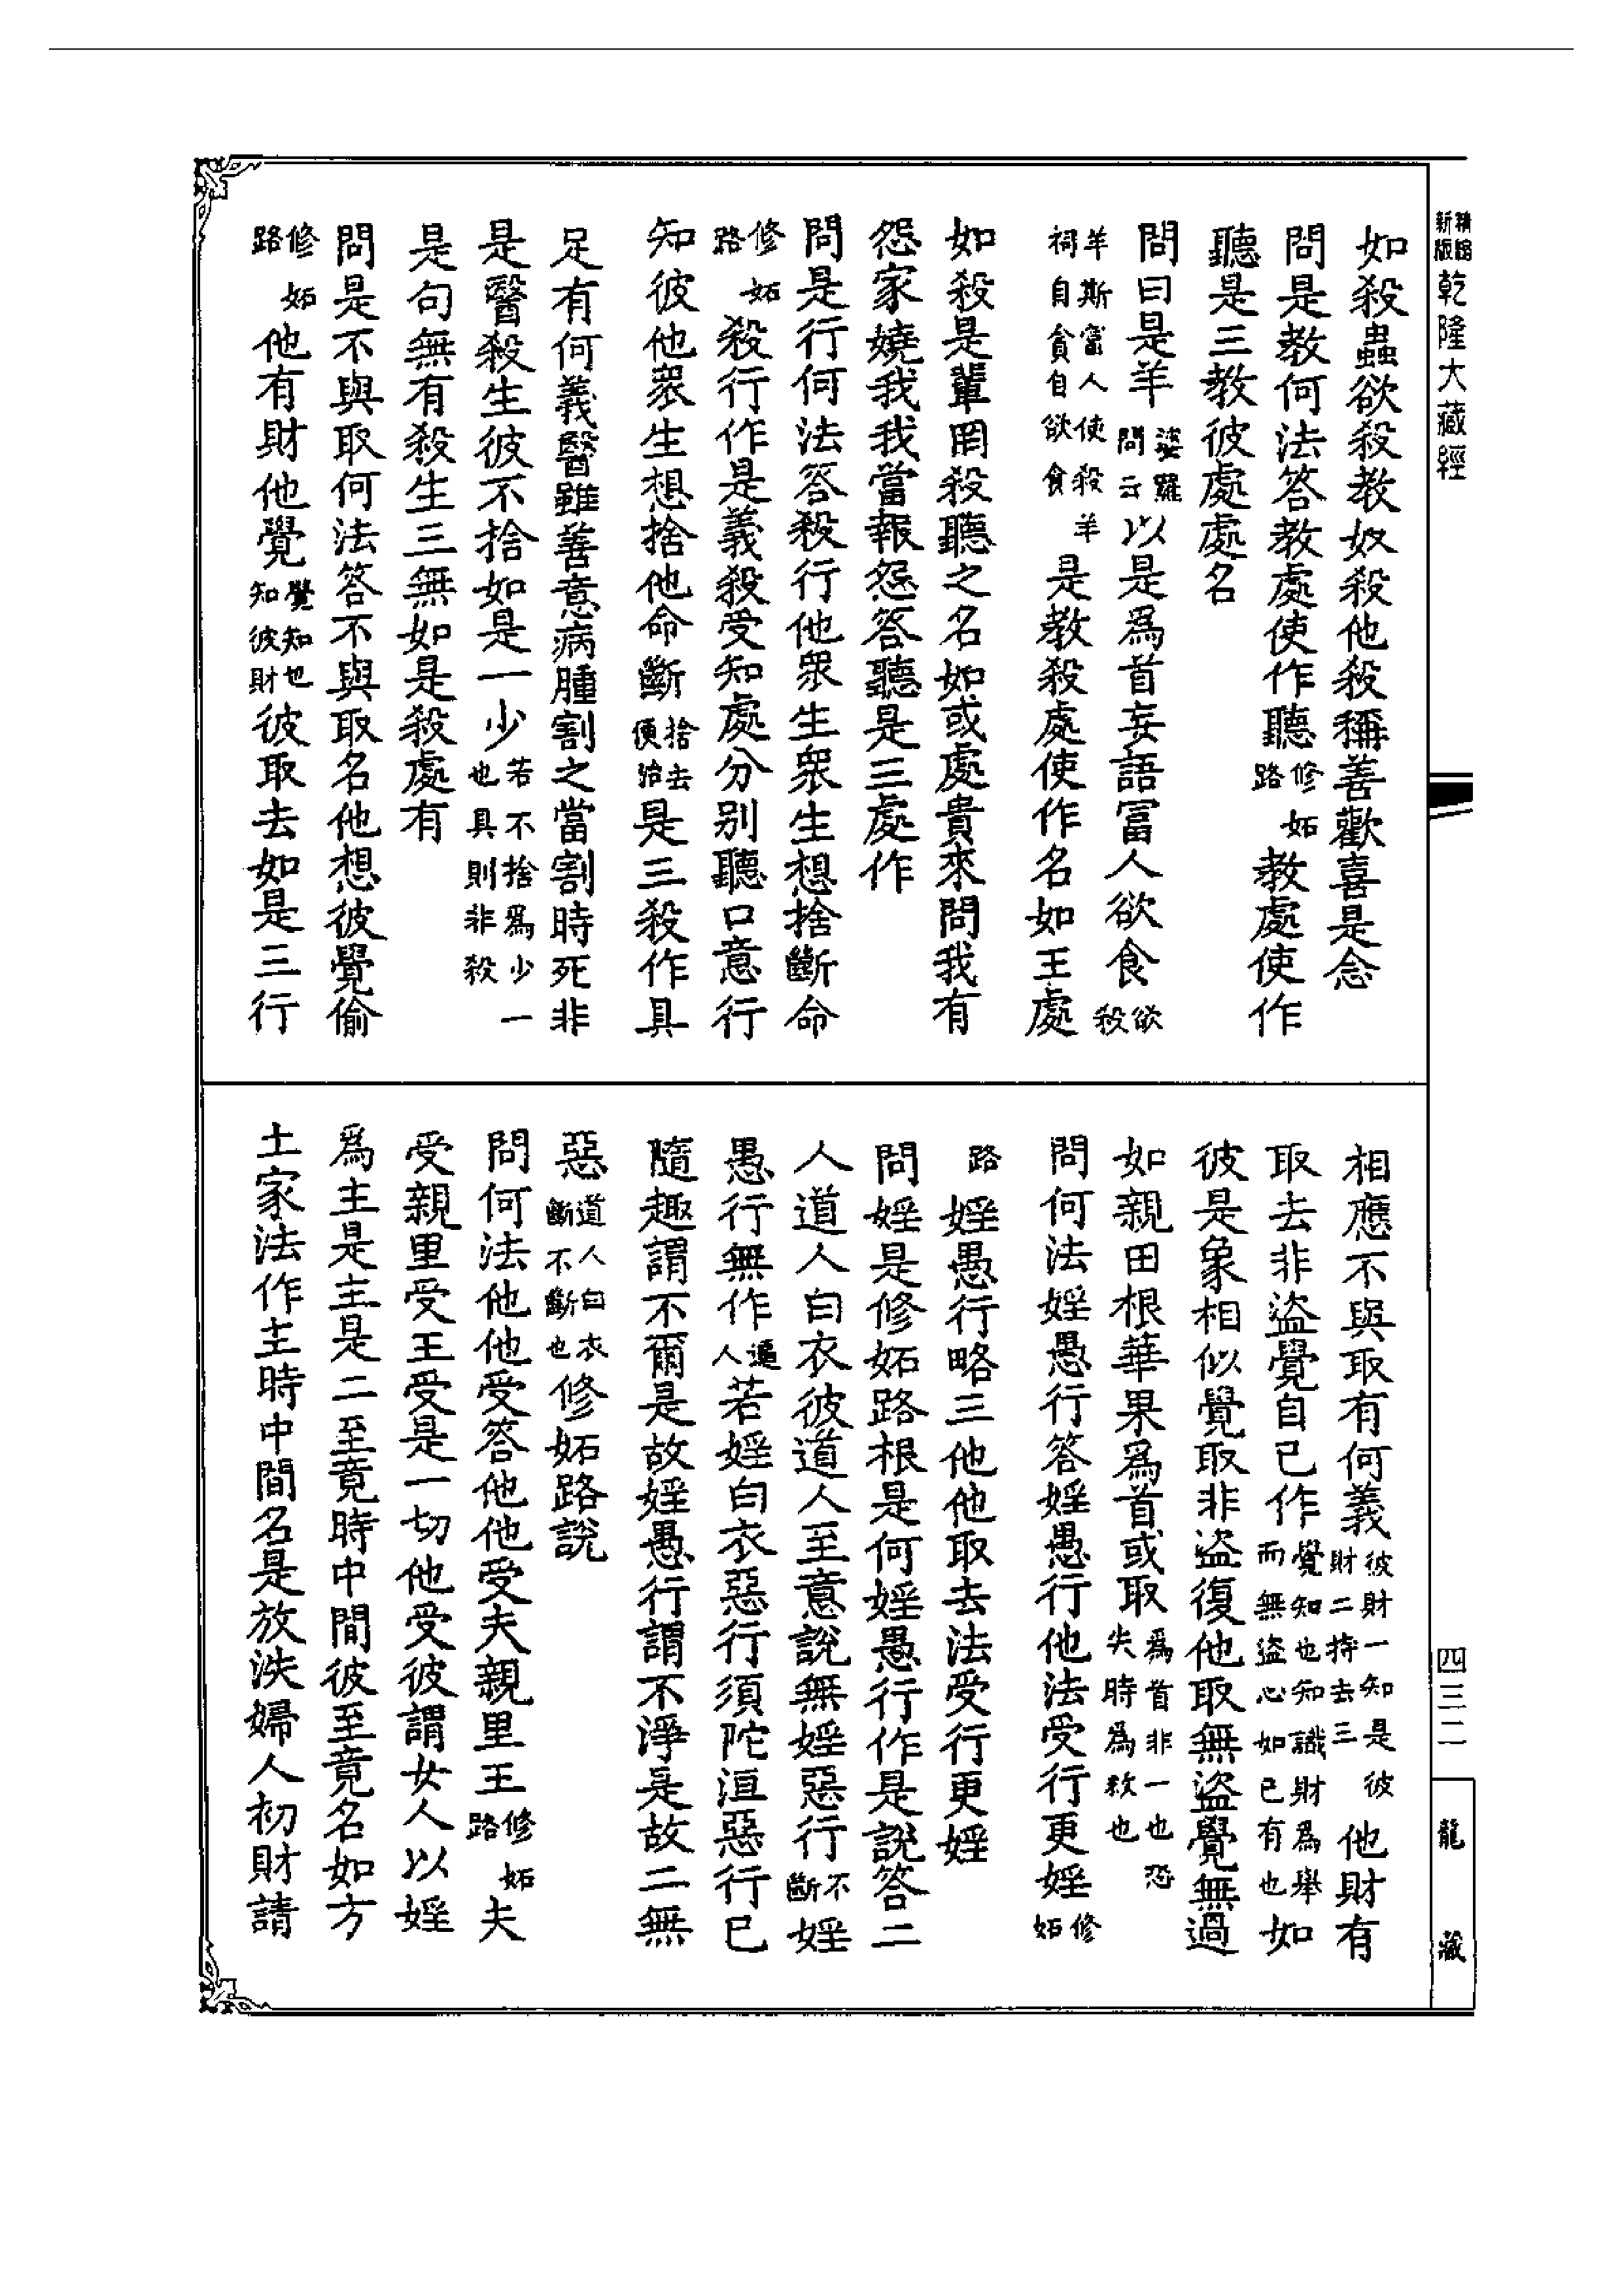 精縮新版乾隆大藏經
如殺蟲欲殺教奴殺他殺稱善歡喜是念
問是教何法答教處使作聽修妬路教處使作
聽是三教彼處處名
問曰是羊婆羅問云以是爲首妄語富人欲食欲殺
羊斯富人使殺羊祠自貪自欲食是教殺處使作名如王處
如殺是輩罔殺聽之名如或處貴來問我有
怨家嬈我我當報怨答聽是三處作
問是行何法答殺行他眾生眾生想捨斷命
修妬路殺行作是義殺受知處分別聽口意行
知彼他眾生想捨他命斷捨去便治是三殺作具
足有何義醫雖善意病腫割之當割時死非
是醫殺生彼不捨如是一少若不捨爲少一也具則非殺
是句無有殺生三無如是殺處有
問是不與取何法答不與取名他想彼覺偷
修妬路他有財他覺覺知也知彼財彼取去如是三行
相應不與取有何義彼財一知是彼財二持去三他財有
取去非盜覺自己作覺知也知識財爲舉而無盜心如已有也如
彼是象相似覺取非盜復他取無盜覺無過
如親田根華果爲首或取爲首非一也恐失時爲教也
問何法婬愚行答婬愚行他法受行更婬修妬
路婬愚行略三他他取去法受行更婬
問婬是修妬路根是何婬愚行作是說答二
人道人白衣彼道人至意說無婬惡行不斷婬
愚行無作遍人若婬白衣惡行須陀洹惡行已
隨趣謂不爾是故婬愚行謂不淨是故二無
惡道人白衣斷不斷也修妬路說
問何法他他受答他他受夫親里王修妬路夫
受親里受王受是一切他受彼謂女人以婬
爲主是主是二至竟時中間彼至竟名如方
土家法作主時中間名是放泆婦人初財請
四三二
龍藏